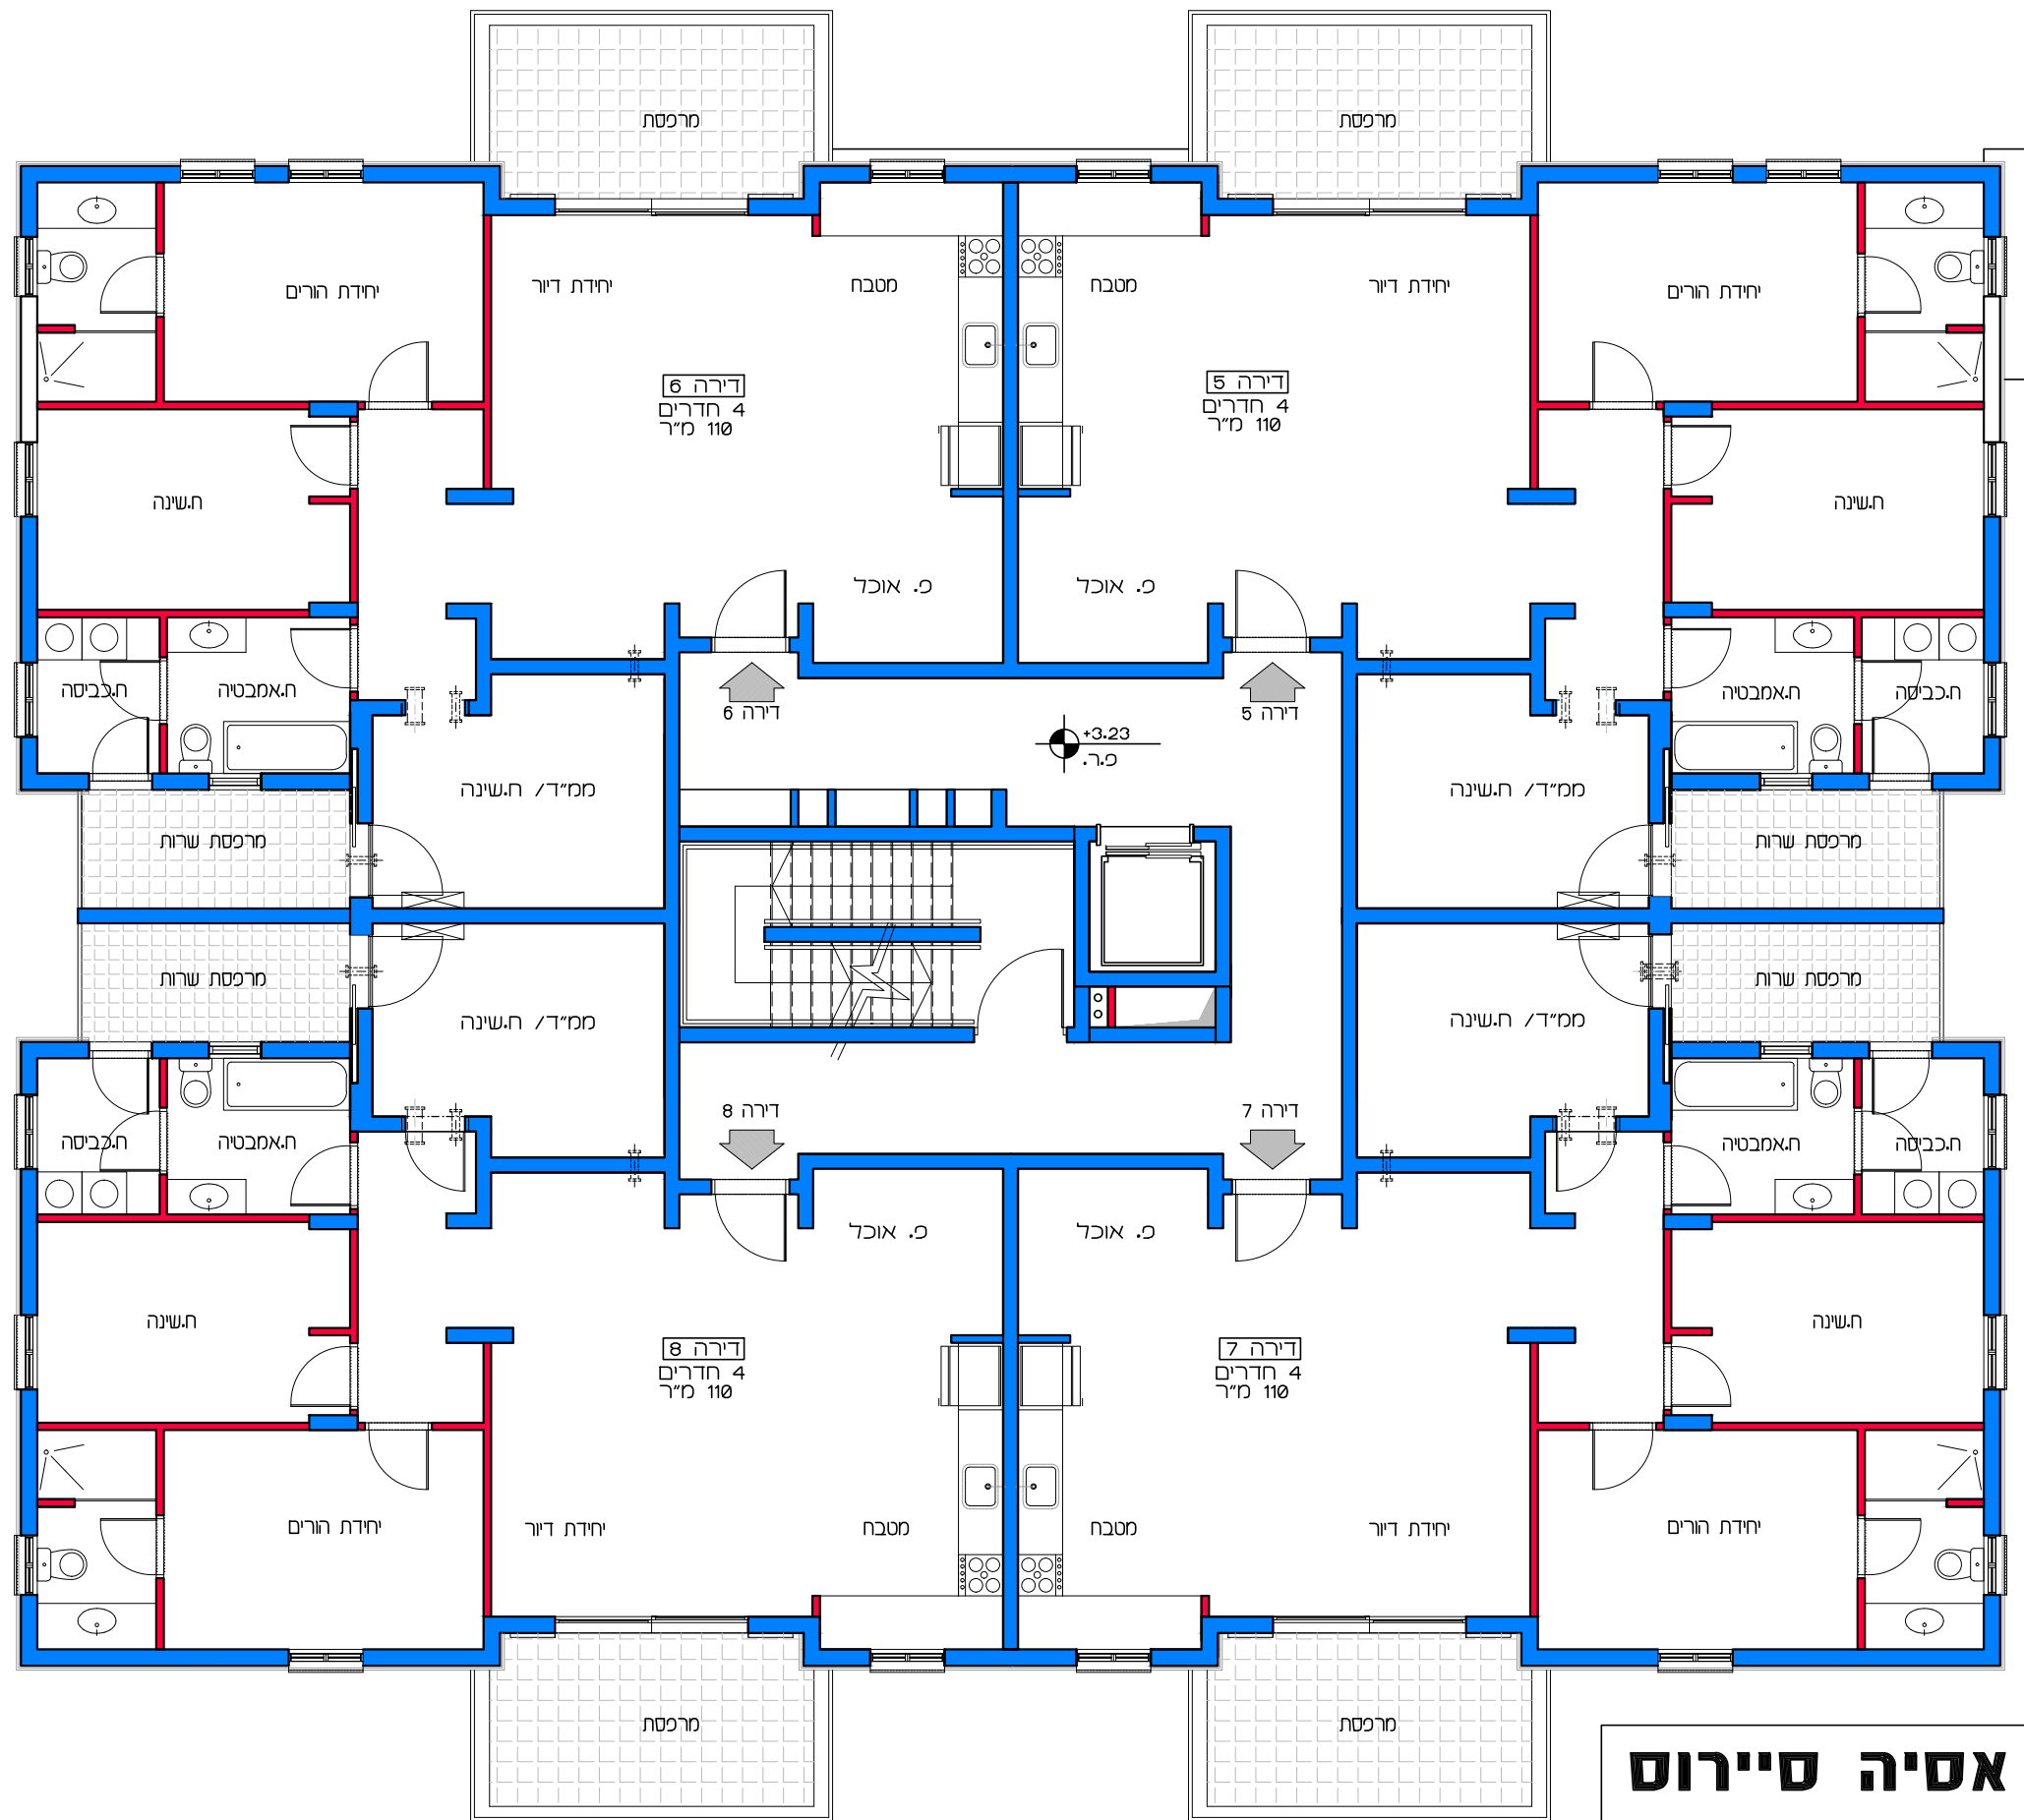 מרפסת
מרפסת
יחידת הורים
יחידת דיור
מטבח
מטבח
יחידת דיור
יחידת הורים
דירה 6
4 חדרים
110 מ"ר
דירה 5
4 חדרים
110 מ"ר
ח.שינה
ח.שינה
פ. אוכל
פ. אוכל
ח.כביסה
ח.אמבטיה
דירה 6
דירה 5
ח.אמבטיה
ח.כביסה
+3.23
פ.ר.
ממ"ד/ ח.שינה
ממ"ד/ ח.שינה
מרפסת שרות
מרפסת שרות
מרפסת שרות
מרפסת שרות
ממ"ד/ ח.שינה
ממ"ד/ ח.שינה
ח.כביסה
ח.אמבטיה
דירה 8
דירה 7
ח.אמבטיה
ח.כביסה
פ. אוכל
פ. אוכל
ח.שינה
ח.שינה
דירה 8
4 חדרים
110 מ"ר
דירה 7
4 חדרים
110 מ"ר
יחידת הורים
יחידת דיור
מטבח
מטבח
יחידת דיור
יחידת הורים
מרפסת
מרפסת
אסיה סיירוס